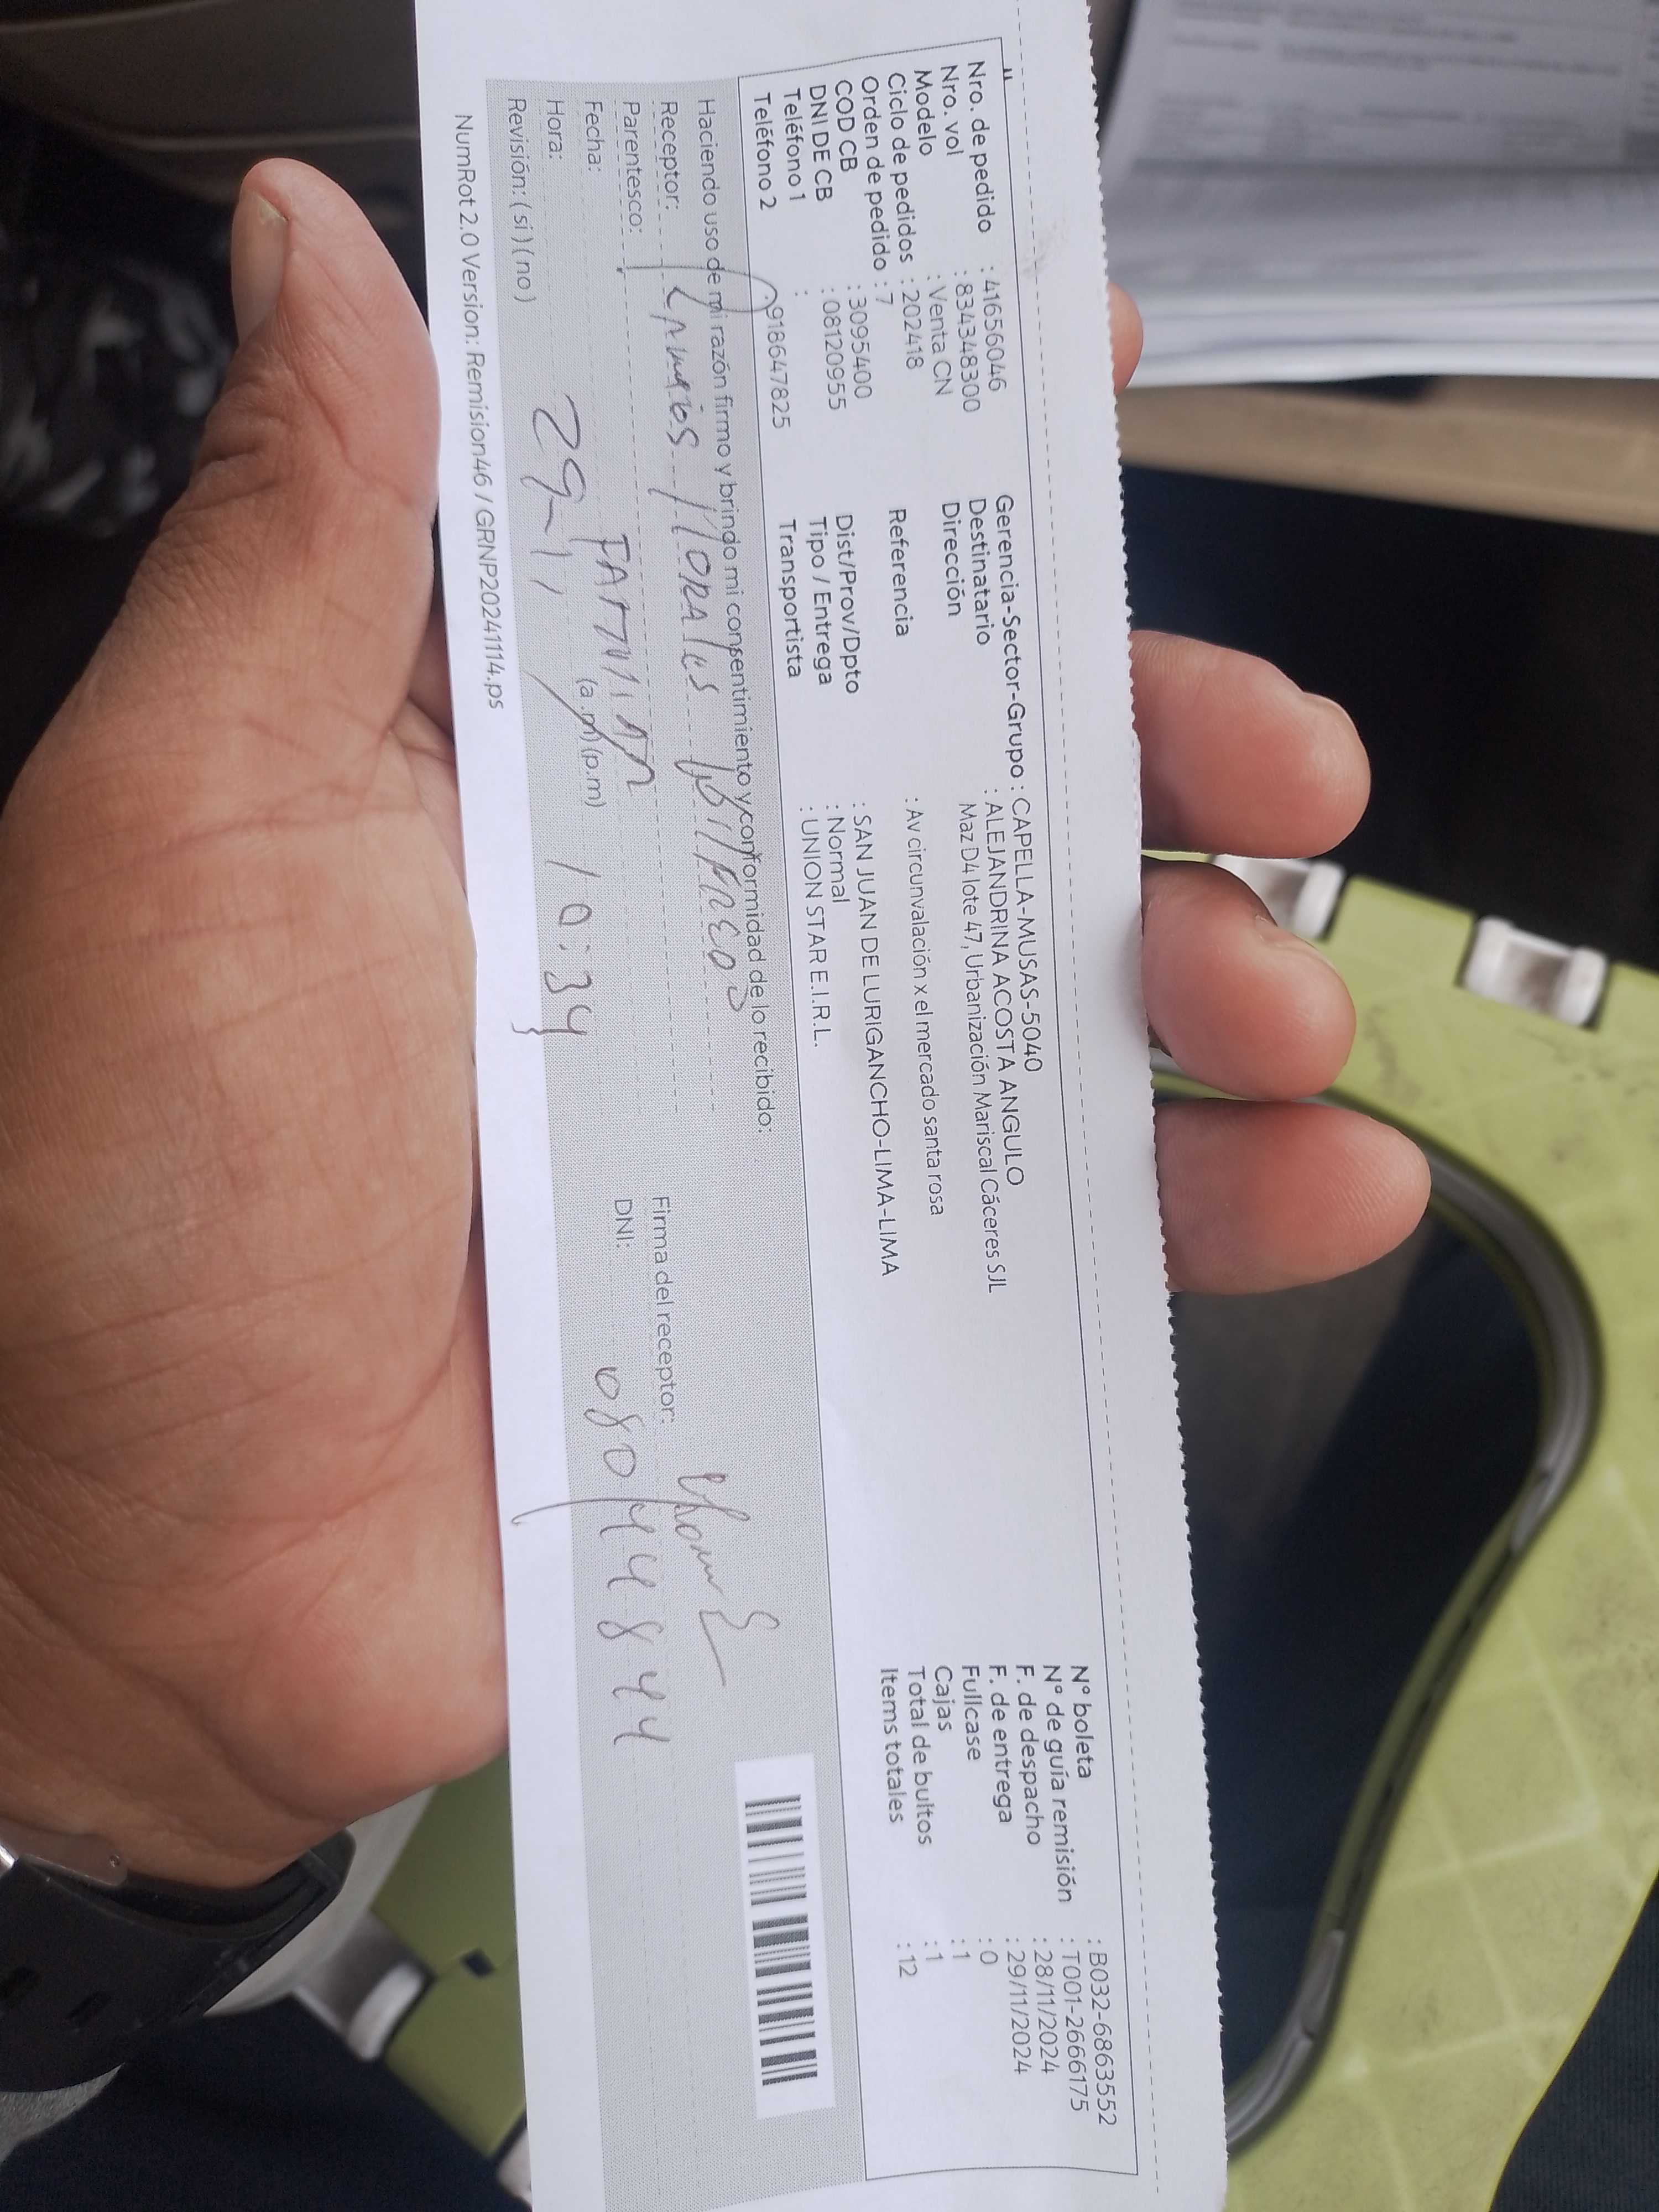 Nro. de pedido : 416556046
Nro. vol : 834348300
Modelo : Venta CN
Ciclo de pedidos : 202418
Orden de pedido : 7
COD CB : 3095400
DNI DE CB : 08120955
Teléfono 1 :
Teléfono 2 : 918647825
Gerencia-Sector-Grupo : CAPELLA-MUSAS-5040
Destinatario : ALEJANDRINA ACOSTA ANGULO
Dirección Maz D4 lote 47, Urbanización Mariscal Cáceres SJL
Referencia : Av circunvalación x el mercado santa rosa
Dist/Prov/Dpto : SAN JUAN DE LURIGANCHO-LIMA-LIMA
Tipo / Entrega : Normal
Transportista : UNION STAR E.I.R.L.
N° boleta : B032-6863552
N° de guía remisión : T001-2666175
F. de despacho : 28/11/2024
F. de entrega : 29/11/2024
Fullcase : 0
Cajas : 1
Total de bultos : 1
Items totales : 12
Haciendo uso de mi razón firmo y brindo mi consentimiento y conformidad de lo recibido:
Receptor: Morales
Parentesco:
Fecha:
Hora: (a.m) (p.m) 10:34
Revisión: ( si ) ( no )
Firma del receptor:
DNI: 08044844
NumRot 2.0 Version: Remision46 / GRNP20241114.ps